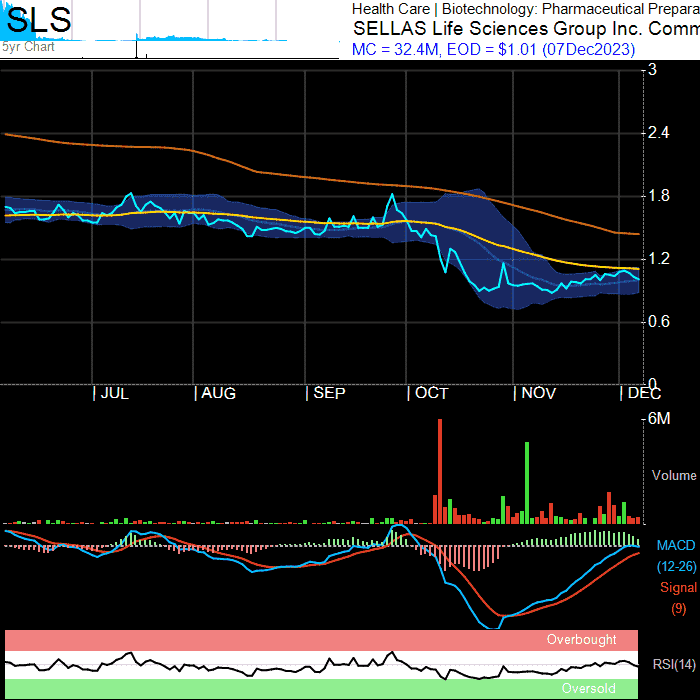 SLS
5yr Chart
Health Care | Biotechnology: Pharmaceutical Prepara
SELLAS Life Sciences Group Inc. Comm
MC = 32.4M, EOD = $1.01 (07Dec2023)
3
2.4
1.8
1.2
0.6
0
JUL AUG SEP OCT NOV DEC
6M
Volume
MACD
(12-26)
Signal
(9)
Overbought
RSI(14)
Oversold